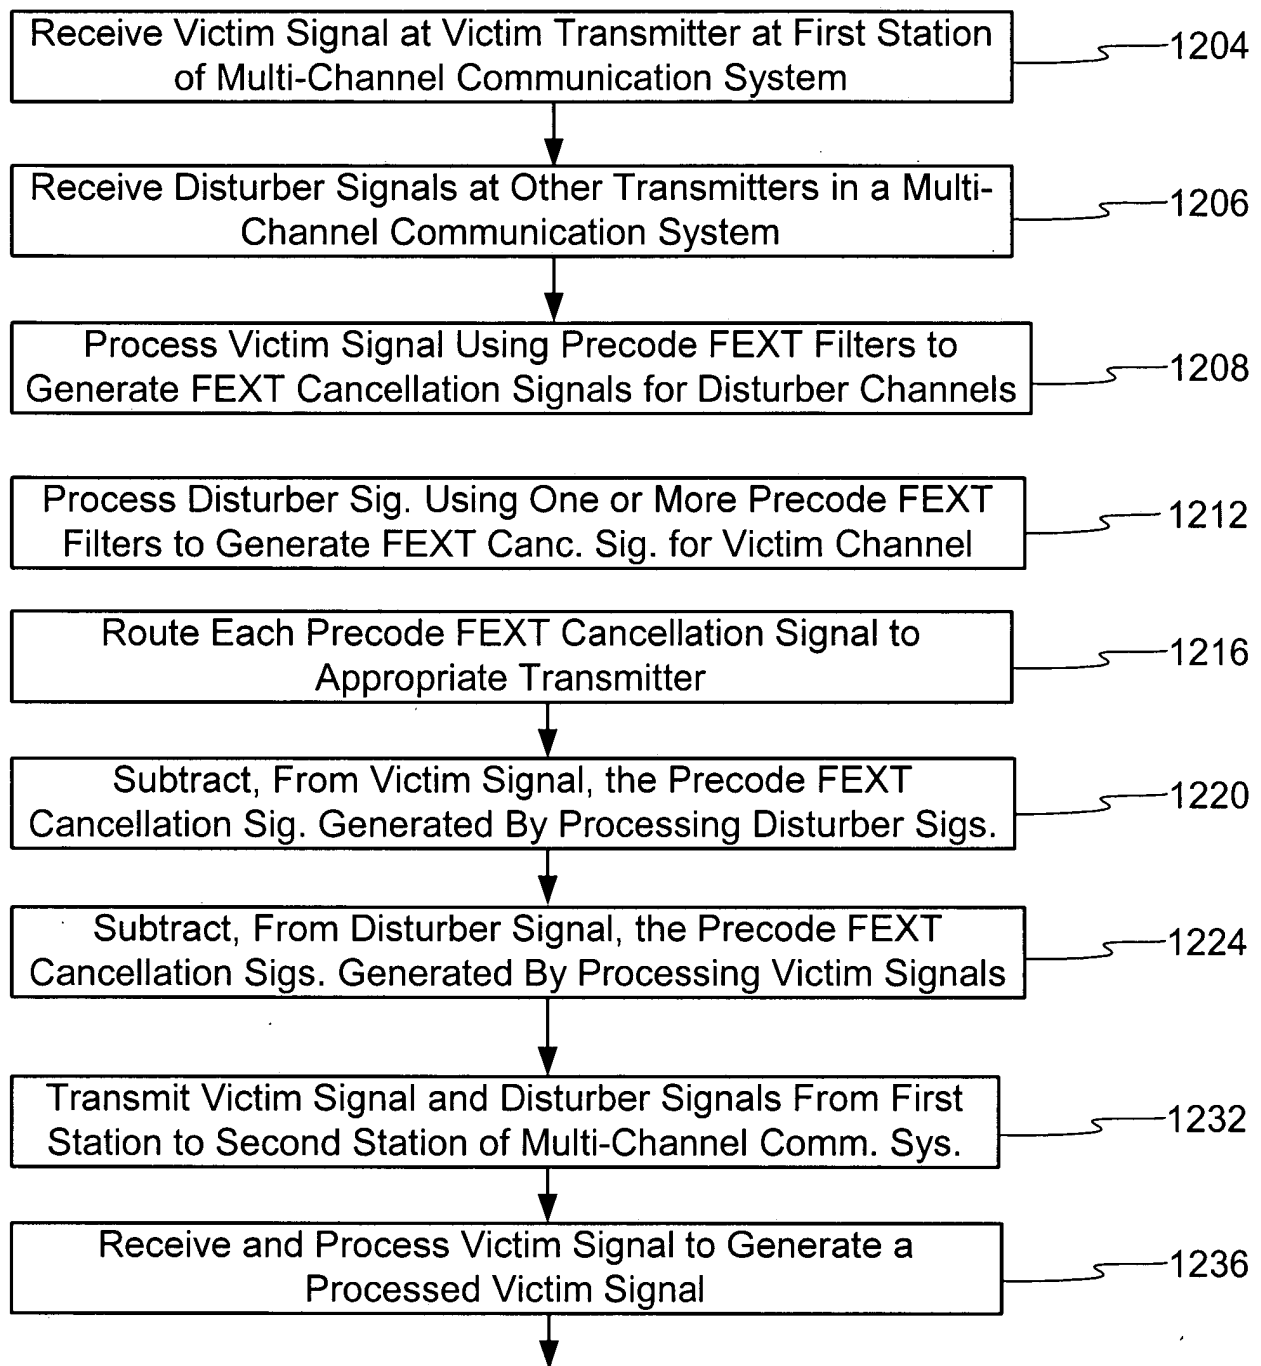 Receive Victim Signal at Victim Transmitter at First Station
of Multi-Channel Communication System
1204
Receive Disturber Signals at Other Transmitters in a Multi-
Channel Communication System
1206
Process Victim Signal Using Precode FEXT Filters to
Generate FEXT Cancellation Signals for Disturber Channels
1208
Process Disturber Sig. Using One or More Precode FEXT
Filters to Generate FEXT Canc. Sig. for Victim Channel
1212
Route Each Precode FEXT Cancellation Signal to
Appropriate Transmitter
1216
Subtract, From Victim Signal, the Precode FEXT
Cancellation Sig. Generated By Processing Disturber Sigs.
1220
Subtract, From Disturber Signal, the Precode FEXT
Cancellation Sigs. Generated By Processing Victim Signals
1224
Transmit Victim Signal and Disturber Signals From First
Station to Second Station of Multi-Channel Comm. Sys.
1232
Receive and Process Victim Signal to Generate a
Processed Victim Signal
1236